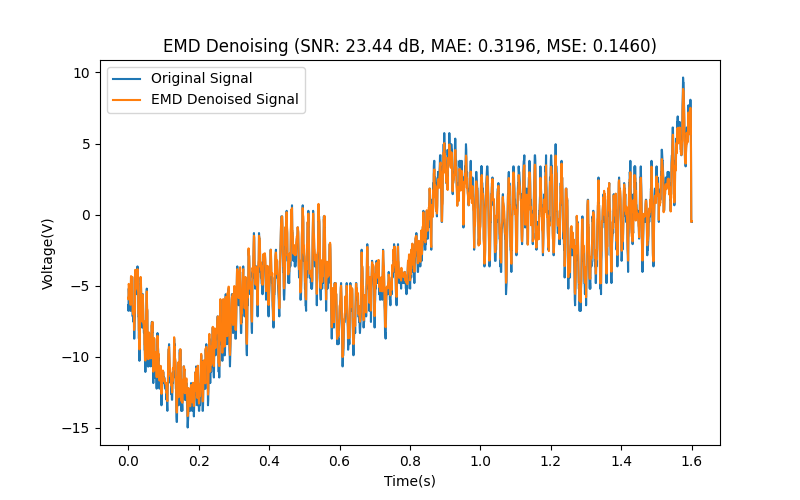 EMD Denoising (SNR: 23.44 dB, MAE: 0.3196, MSE: 0.1460)
Original Signal
EMD Denoised Signal
10
5
0
−5
−10
−15
Voltage(V)
0.0 0.2 0.4 0.6 0.8 1.0 1.2 1.4 1.6
Time(s)